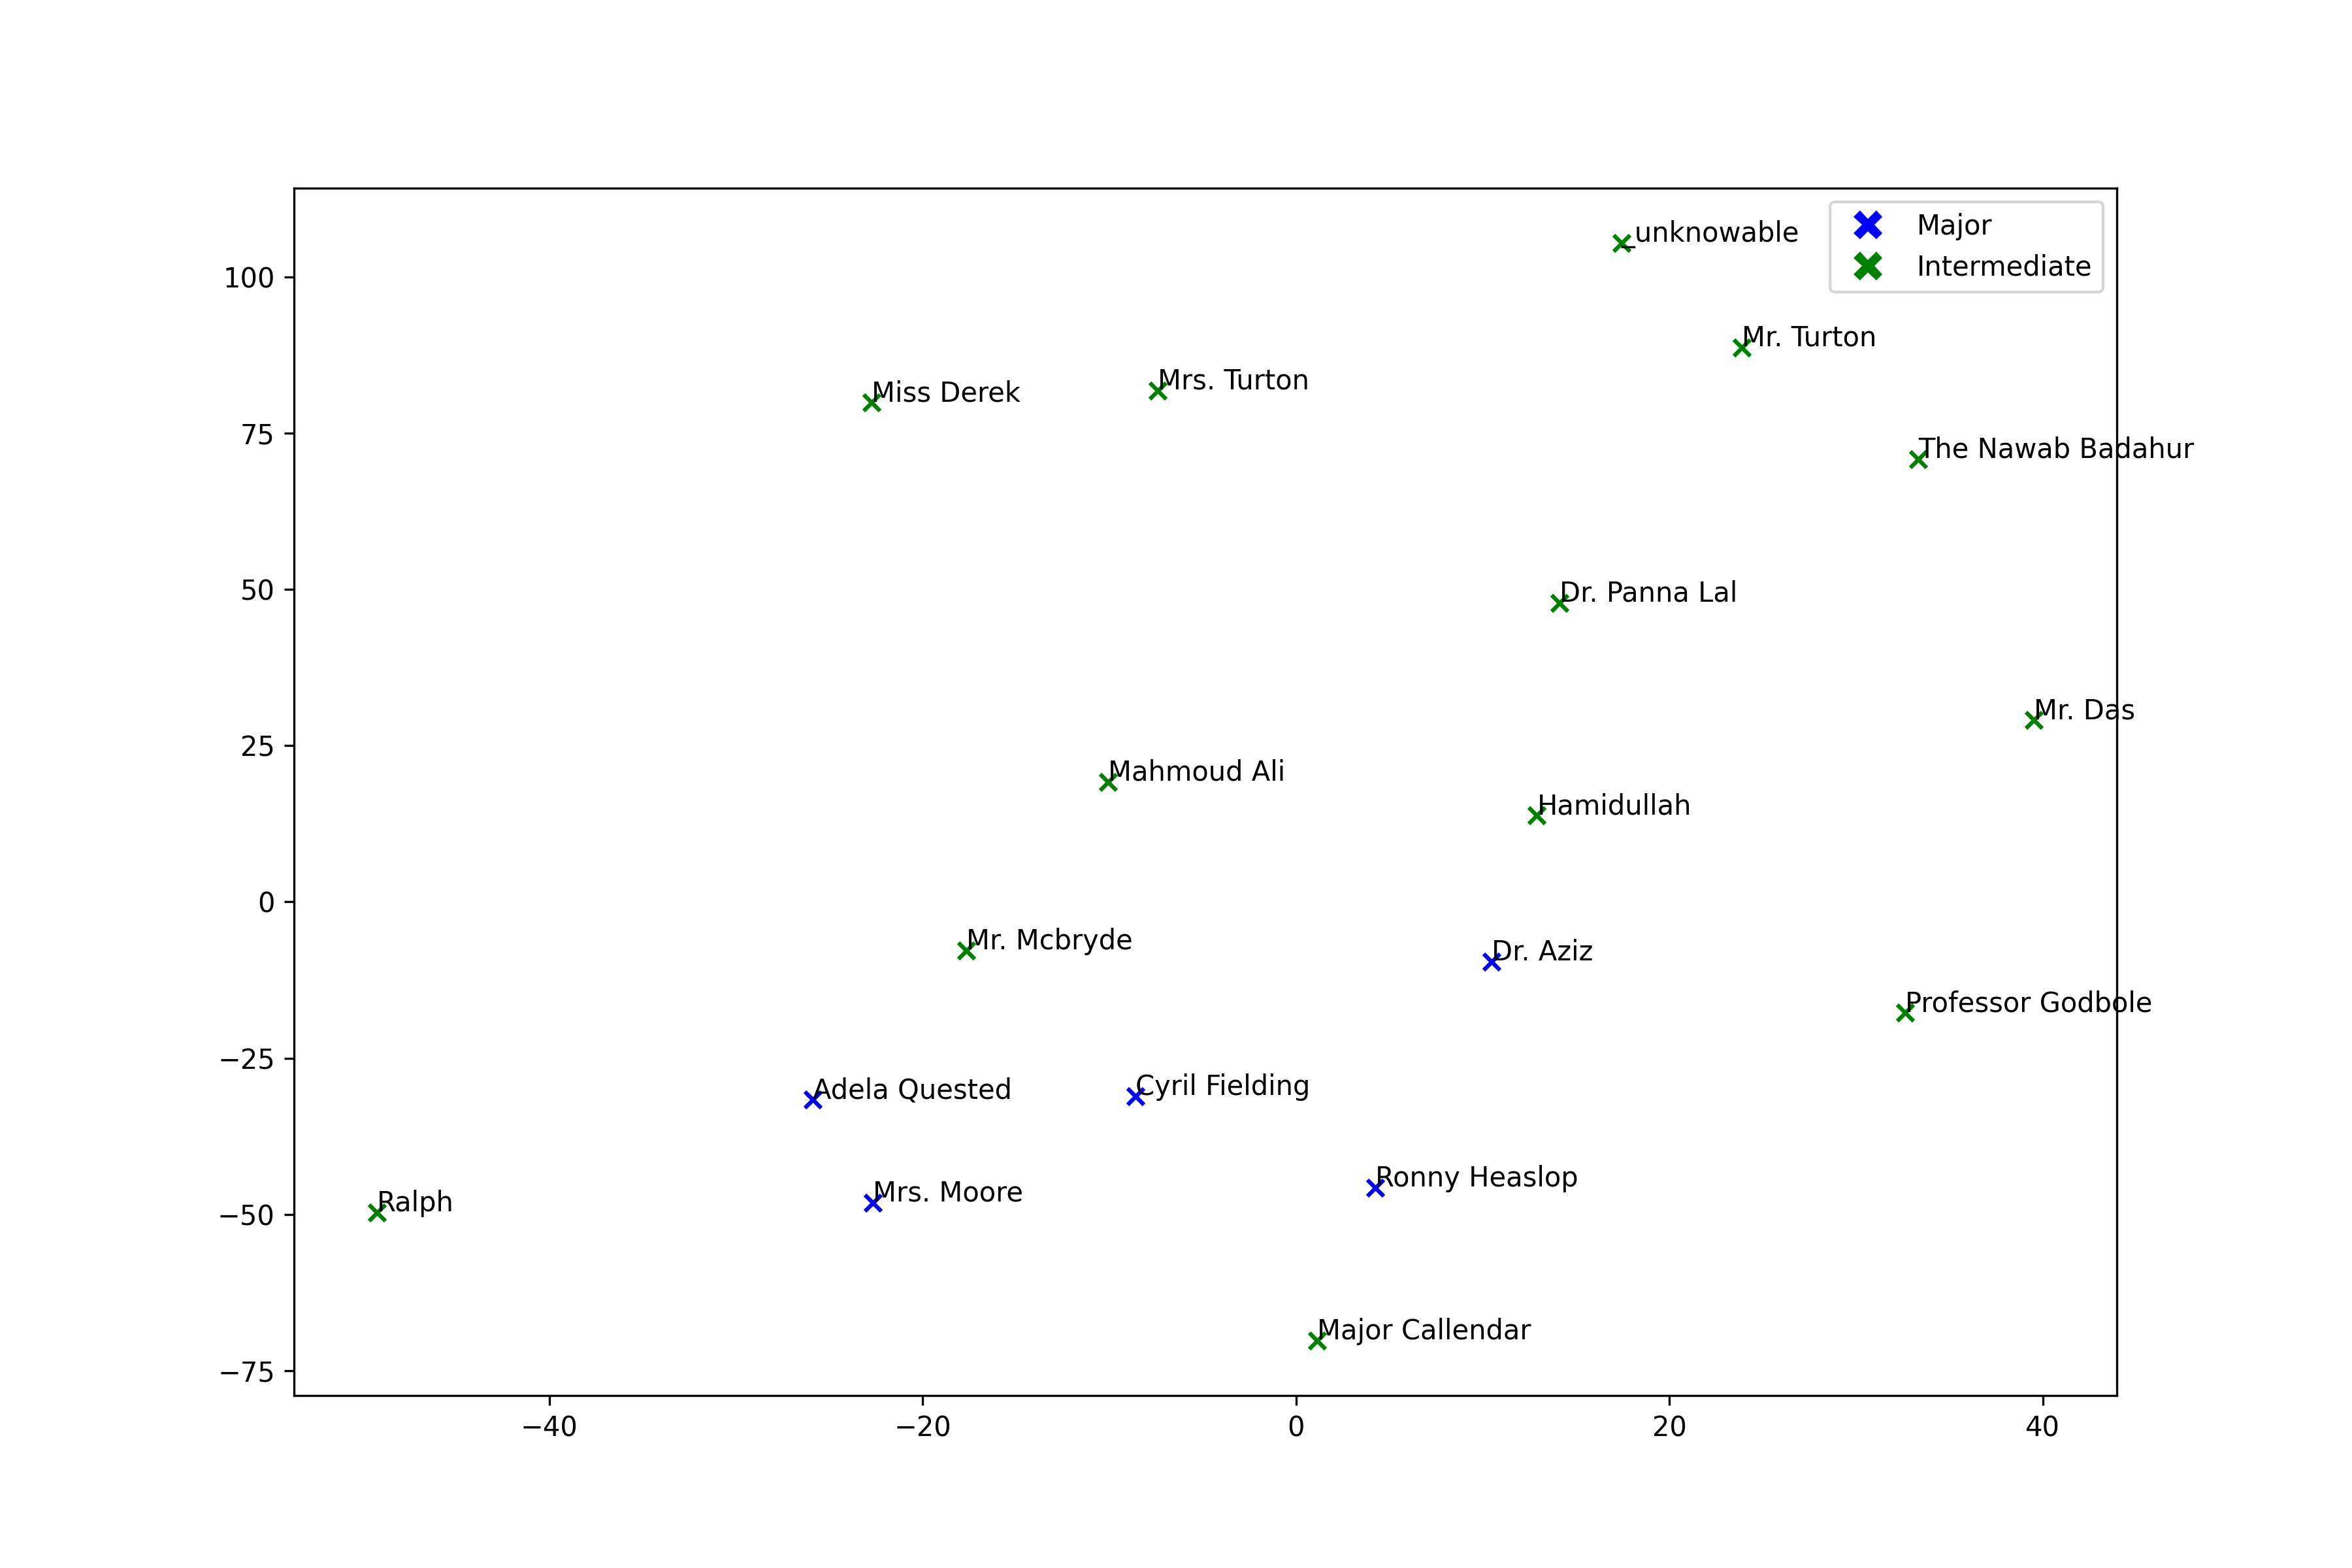 _unknowable
Major
Intermediate
100
Mr. Turton
Mrs. Turton
Miss Derek
75
The Nawab Badahur
50
Dr. Panna Lal
Mr. Das
25
Mahmoud Ali
Hamidullah
0
Mr. Mcbryde
Dr. Aziz
Professor Godbole
−25
Adela Quested
Cyril Fielding
Ronny Heaslop
Mrs. Moore
Ralph
−50
Major Callendar
−75
−40
−20
0
20
40